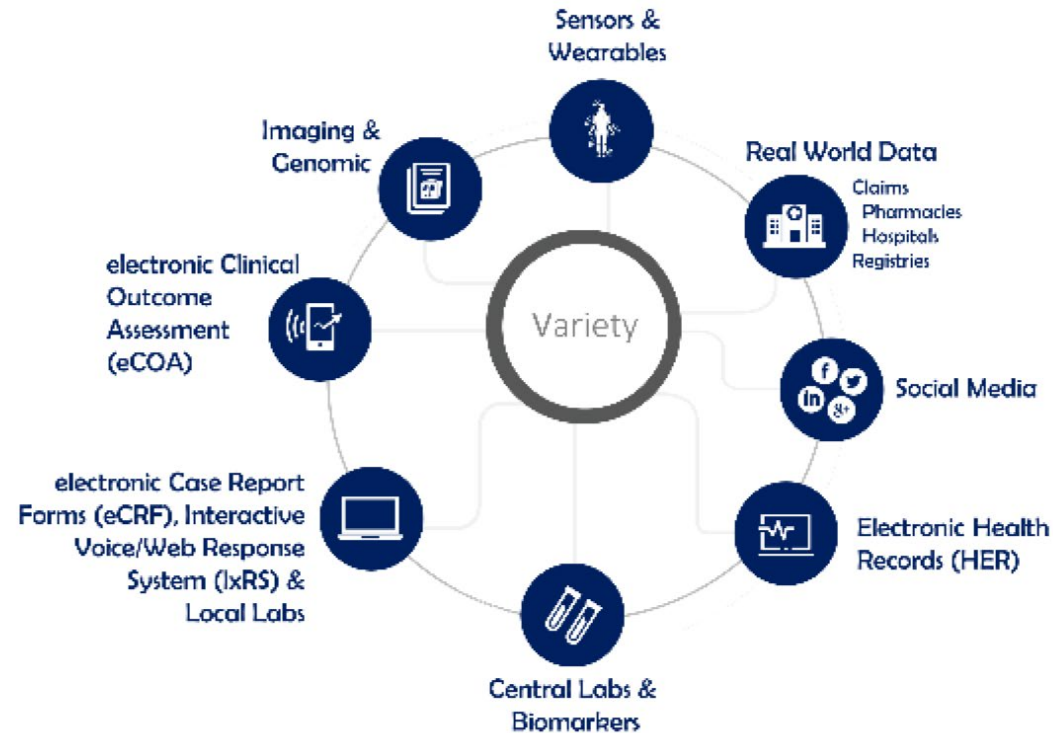 Sensors &
Wearables
Imaging &
Genomic
Real World Data
Claims
Pharmacies
Hospitals
Registries
electronic Clinical
Outcome
Assessment
(eCOA)
Variety
f
in
g+
Social Media
electronic Case Report
Forms (eCRF), Interactive
Voice/Web Response
System (IxRS) &
Local Labs
Electronic Health
Records (HER)
Central Labs &
Biomarkers